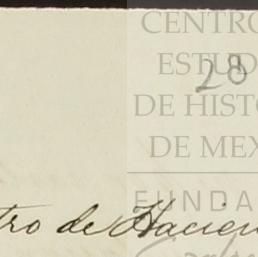 CENTRO
ESTUD
28
DE HISTO
DE MEX
FUNDA
tro de Hacien